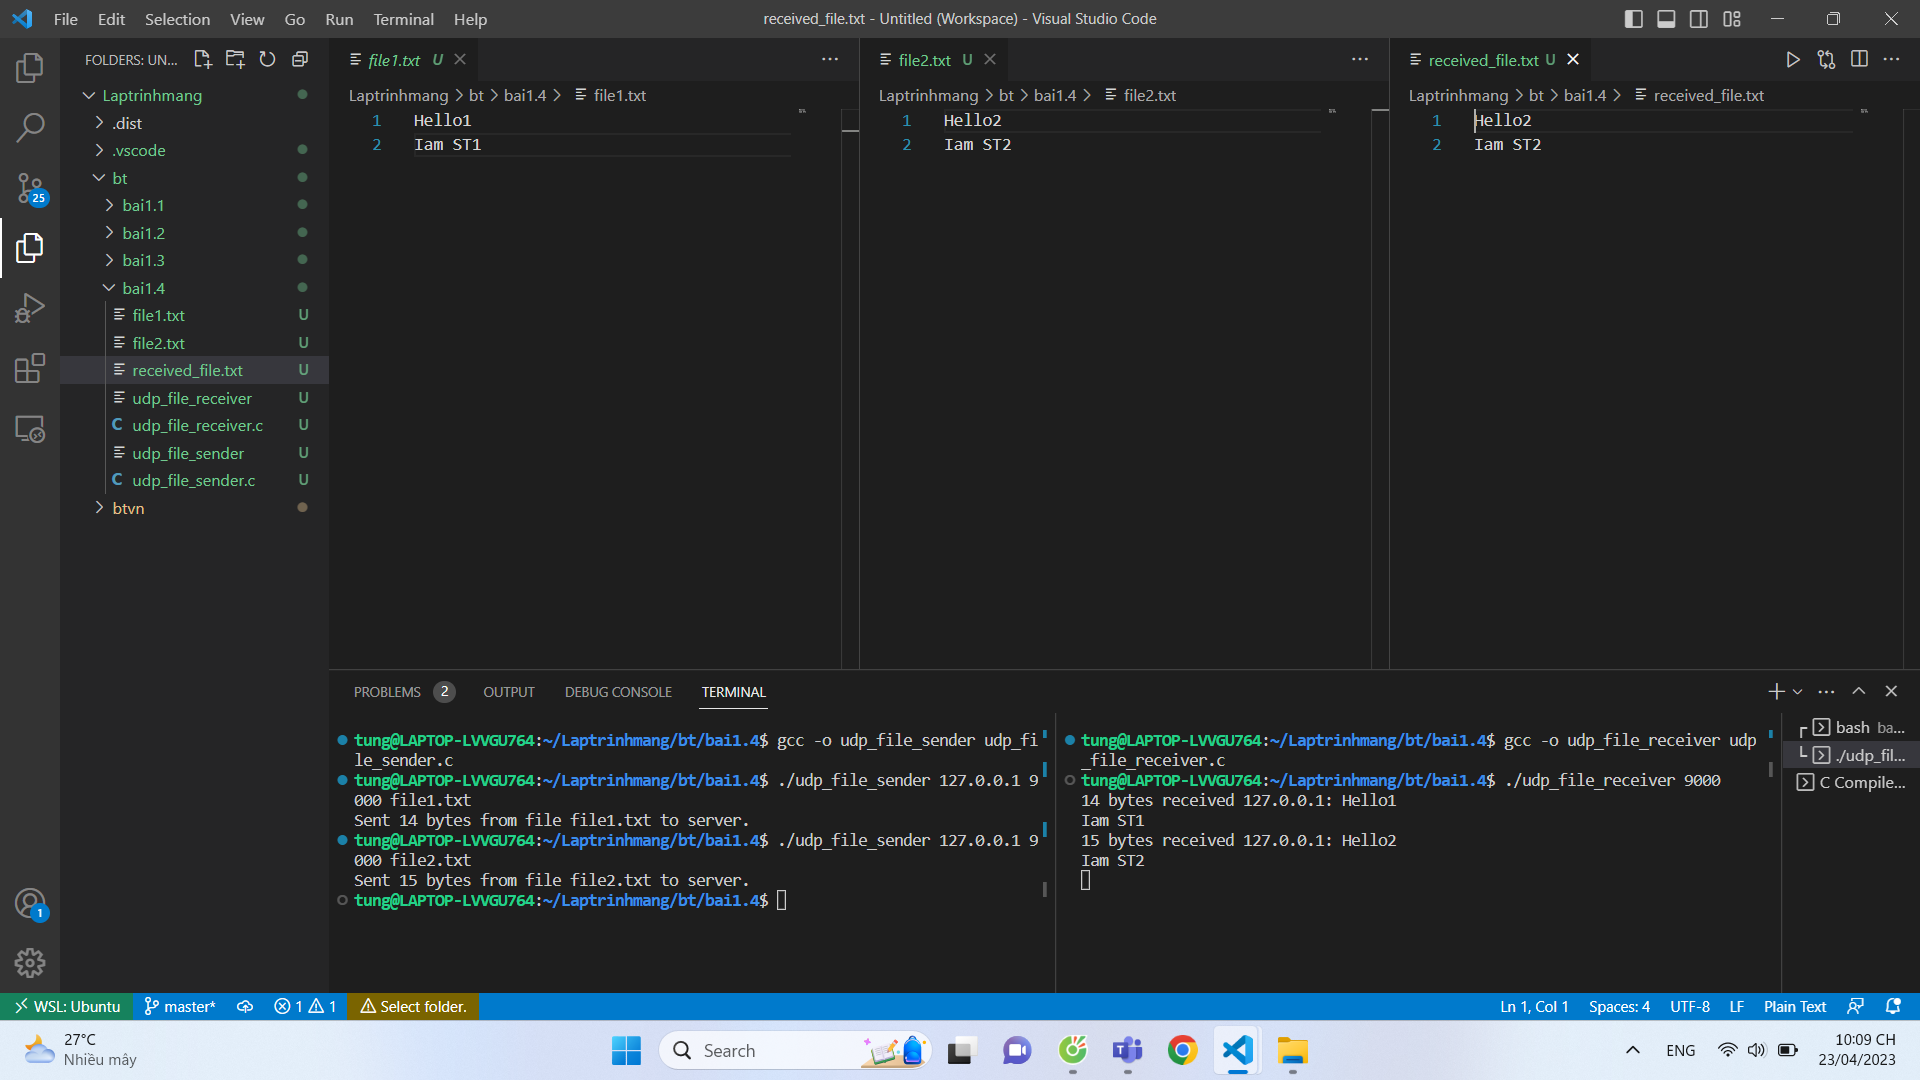 File Edit Selection View Go Run Terminal Help
received_file.txt - Untitled (Workspace) - Visual Studio Code
FOLDERS: UN...
Laptrinhmang
.dist
.vscode
bt
bai1.1
bai1.2
bai1.3
bai1.4
file1.txt U
file2.txt U
received_file.txt U
udp_file_receiver U
C udp_file_receiver.c U
udp_file_sender U
C udp_file_sender.c U
btvn
25
1
file1.txt U
Laptrinhmang > bt > bai1.4 > file1.txt
1 Hello1
2 Iam ST1
file2.txt U
Laptrinhmang > bt > bai1.4 > file2.txt
1 Hello2
2 Iam ST2
received_file.txt U
Laptrinhmang > bt > bai1.4 > received_file.txt
1 Hello2
2 Iam ST2
PROBLEMS 2 OUTPUT DEBUG CONSOLE TERMINAL
tung@LAPTOP-LVVGU764:~/Laptrinhmang/bt/bai1.4$ gcc -o udp_file_sender udp_fi
le_sender.c
tung@LAPTOP-LVVGU764:~/Laptrinhmang/bt/bai1.4$ ./udp_file_sender 127.0.0.1 9
000 file1.txt
Sent 14 bytes from file file1.txt to server.
tung@LAPTOP-LVVGU764:~/Laptrinhmang/bt/bai1.4$ ./udp_file_sender 127.0.0.1 9
000 file2.txt
Sent 15 bytes from file file2.txt to server.
tung@LAPTOP-LVVGU764:~/Laptrinhmang/bt/bai1.4$
tung@LAPTOP-LVVGU764:~/Laptrinhmang/bt/bai1.4$ gcc -o udp_file_receiver udp
_file_receiver.c
tung@LAPTOP-LVVGU764:~/Laptrinhmang/bt/bai1.4$ ./udp_file_receiver 9000
14 bytes received 127.0.0.1: Hello1
Iam ST1
15 bytes received 127.0.0.1: Hello2
Iam ST2
bash ba...
./udp_fil...
C Compile...
WSL: Ubuntu master* 1 1 Select folder.
Ln 1, Col 1 Spaces: 4 UTF-8 LF Plain Text
27°C
Nhiều mây
Search
ENG
10:09 CH
23/04/2023